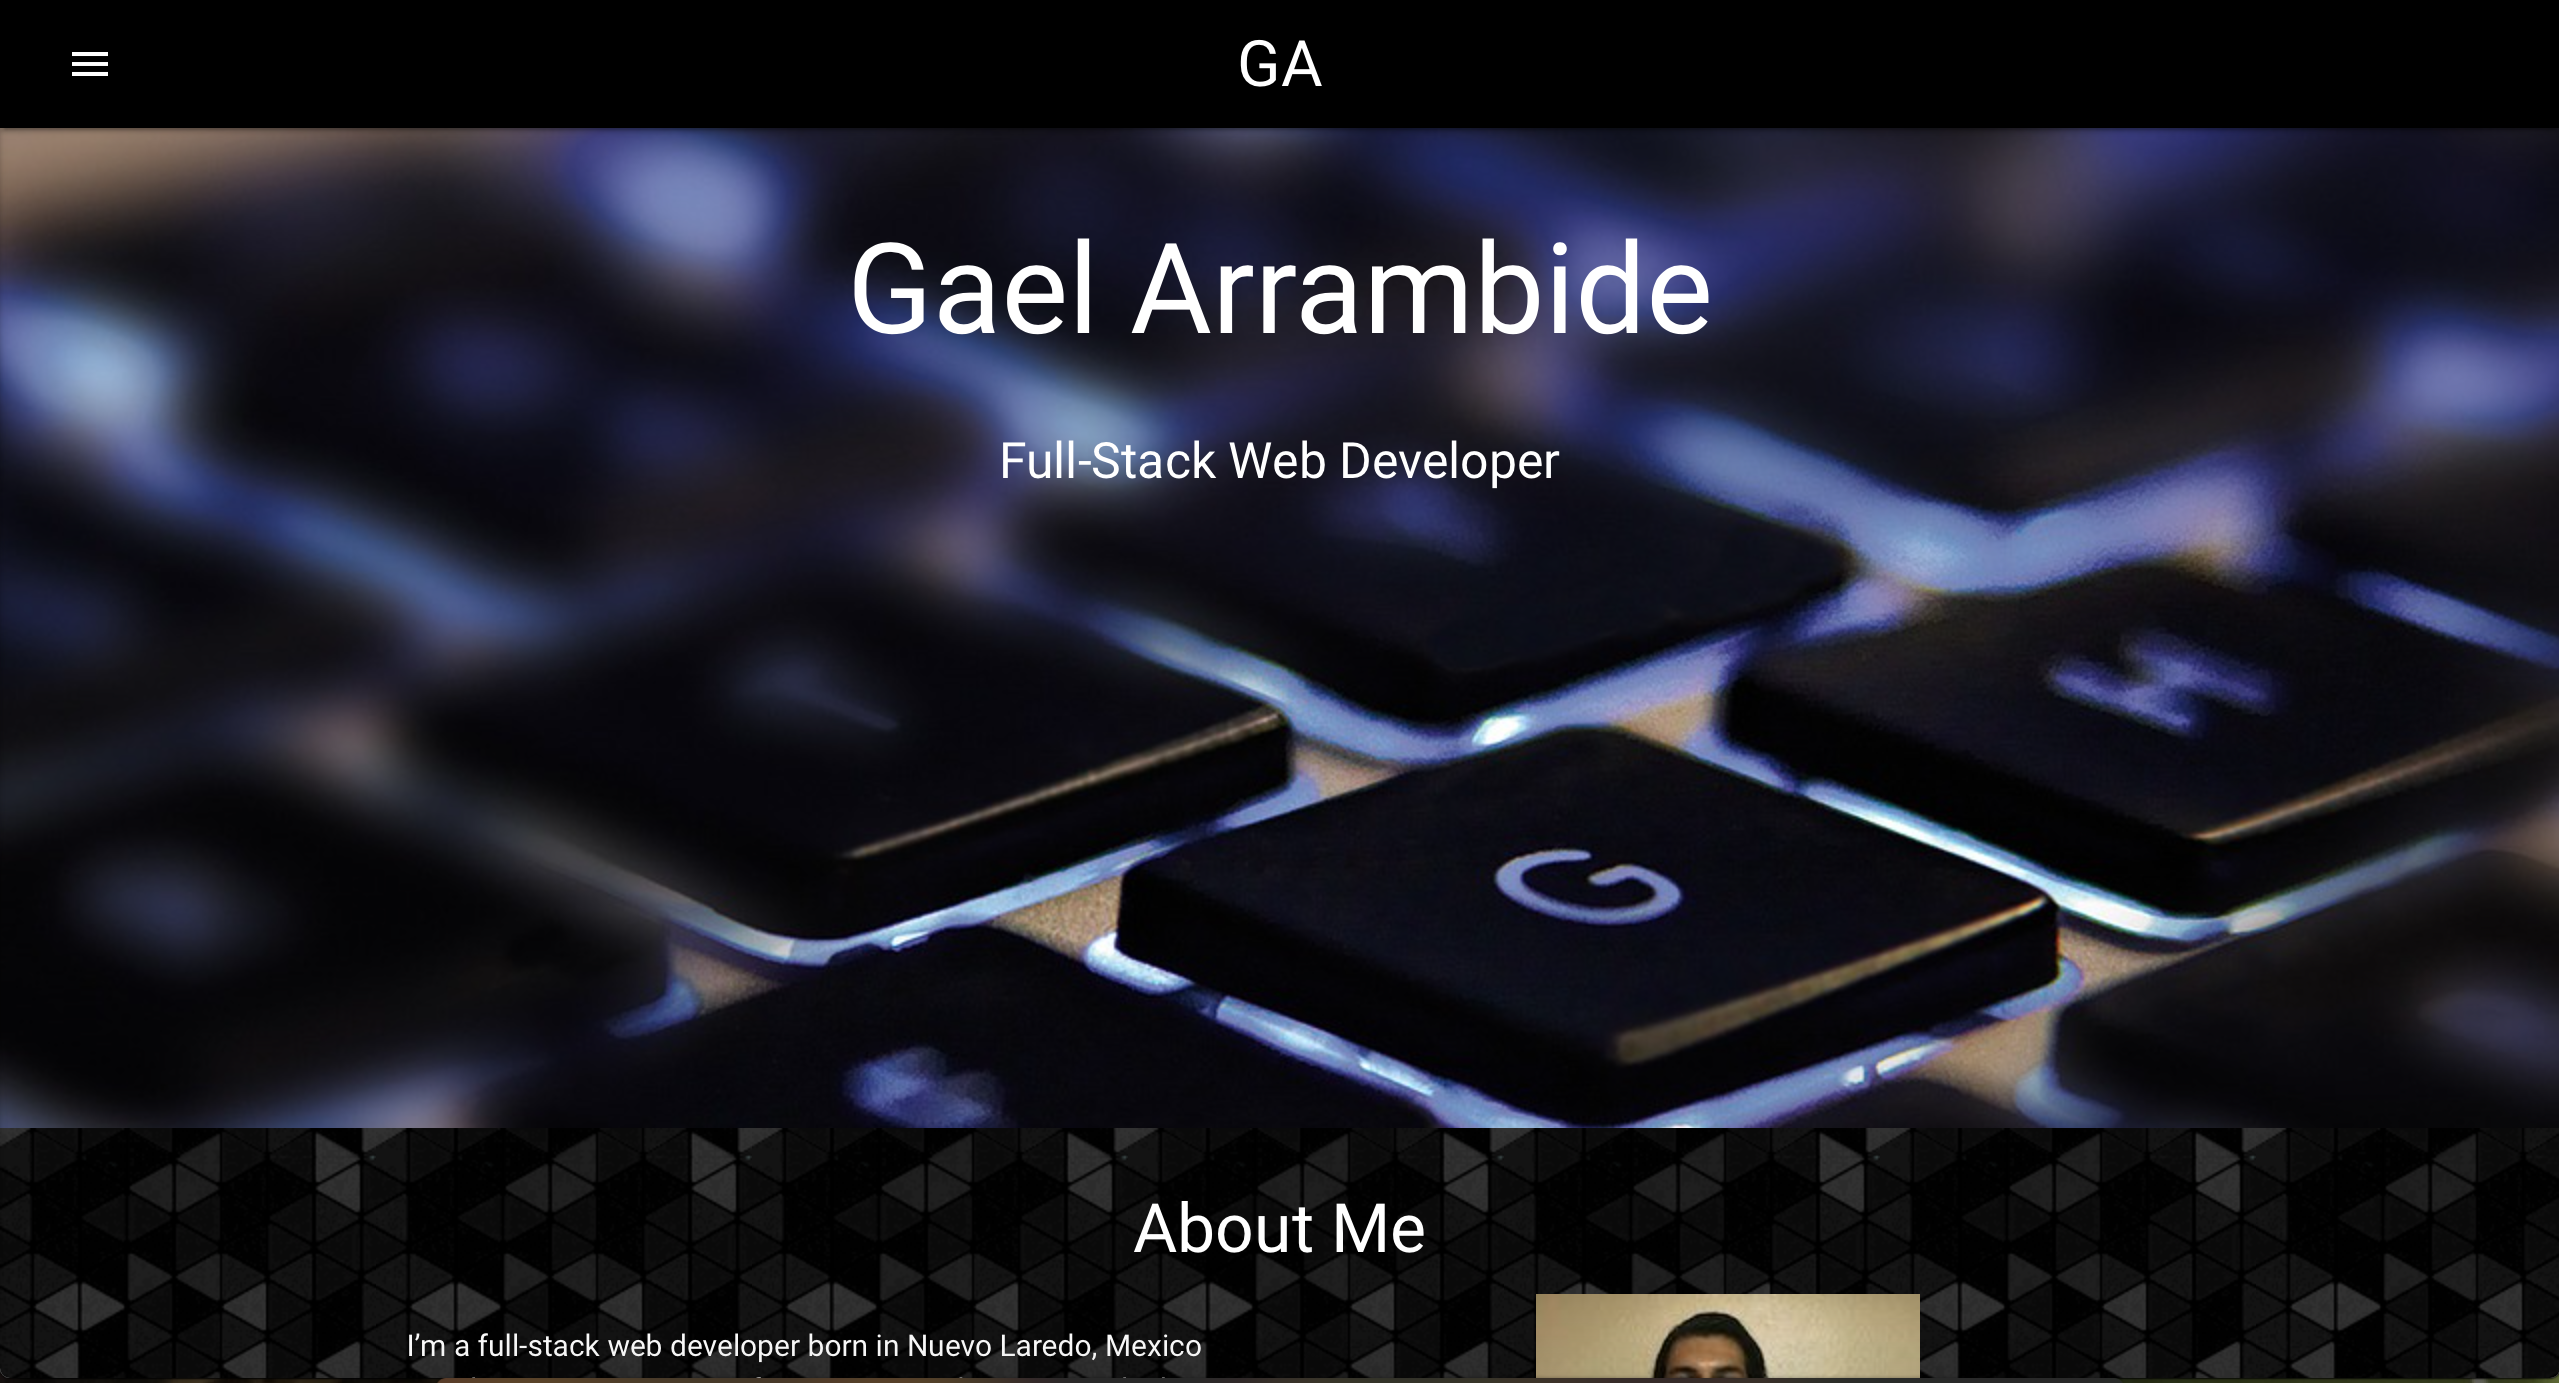 GA
Gael Arrambide
Full-Stack Web Developer
H
G
About Me
I'm a full-stack web developer born in Nuevo Laredo, Mexico